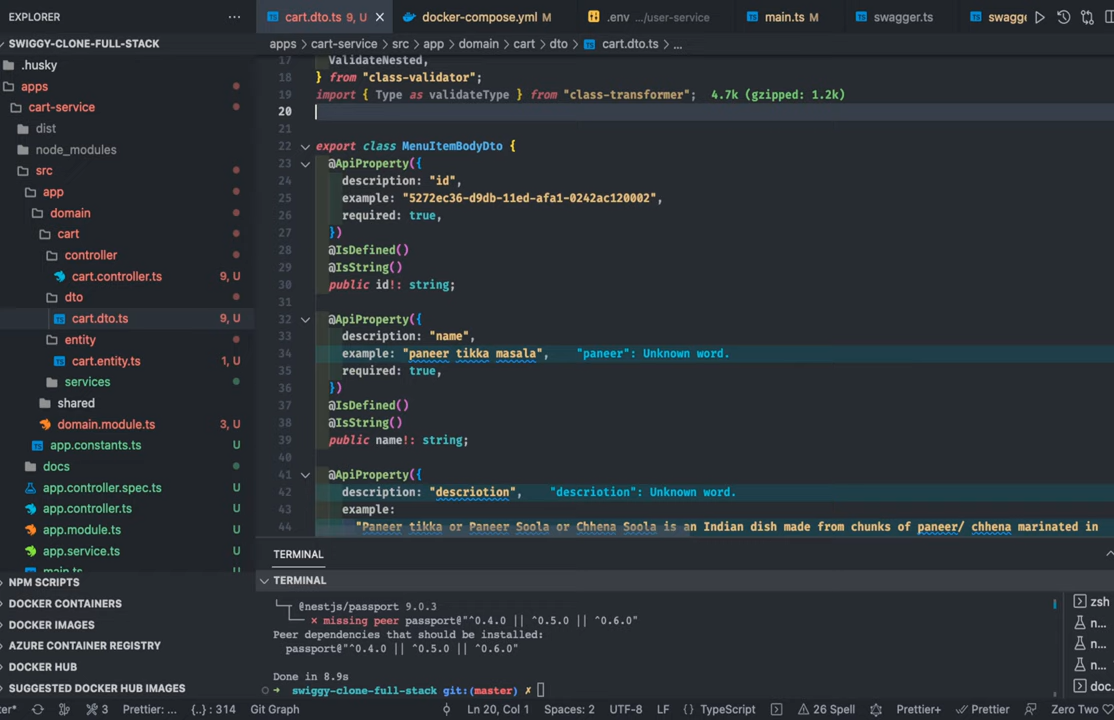 EXPLORER
cart.dto.ts 9, U
docker-compose.yml M
.env .../user-service
main.ts M
swagger.ts
swagge
SWIGGY-CLONE-FULL-STACK
apps > cart-service > src > app > domain > cart > dto > cart.dto.ts > ...
.husky
apps
cart-service
dist
node_modules
src
app
domain
cart
controller
cart.controller.ts 9, U
dto
cart.dto.ts 9, U
entity
cart.entity.ts 1, U
services
shared
domain.module.ts 3, U
app.constants.ts U
docs
app.controller.spec.ts U
app.controller.ts U
app.module.ts U
app.service.ts U
main.ts U
NPM SCRIPTS
DOCKER CONTAINERS
DOCKER IMAGES
AZURE CONTAINER REGISTRY
DOCKER HUB
SUGGESTED DOCKER HUB IMAGES
17 ValidateNested,
18 } from "class-validator";
19 import { Type as validateType } from "class-transformer"; 4.7k (gzipped: 1.2k)
20
21
22 export class MenuItemBodyDto {
23 @ApiProperty({
24 description: "id",
25 example: "5272ec36-d9db-11ed-afa1-0242ac120002",
26 required: true,
27 })
28 @IsDefined()
29 @IsString()
30 public id!: string;
31
32 @ApiProperty({
33 description: "name",
34 example: "paneer tikka masala", "paneer": Unknown word.
35 required: true,
36 })
37 @IsDefined()
38 @IsString()
39 public name!: string;
40
41 @ApiProperty({
42 description: "descriotion", "descriotion": Unknown word.
43 example:
44 "Paneer tikka or Paneer Soola or Chhena Soola is an Indian dish made from chunks of paneer/ chhena marinated in
TERMINAL
TERMINAL
@nestjs/passport 9.0.3
✕ missing peer passport@"^0.4.0 || ^0.5.0 || ^0.6.0"
Peer dependencies that should be installed:
passport@"^0.4.0 || ^0.5.0 || ^0.6.0"
Done in 8.9s
➜ swiggy-clone-full-stack git:(master) ✗
zsh
n...
n...
n...
doc.
ter* 3 Prettier: ... {..} : 314 Git Graph Ln 20, Col 1 Spaces: 2 UTF-8 LF {} TypeScript 26 Spell Prettier+ Prettier Zero Two